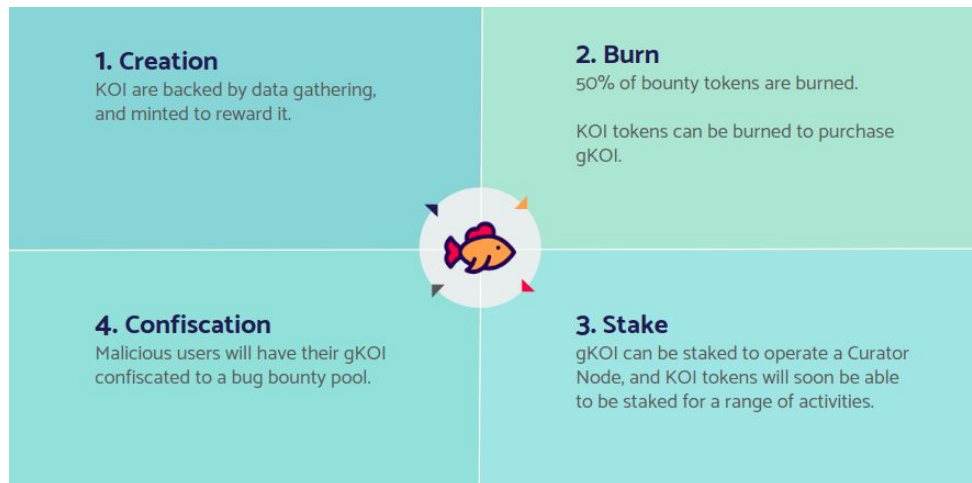 1. Creation
KOI are backed by data gathering,
and minted to reward it.
2. Burn
50% of bounty tokens are burned.
KOI tokens can be burned to purchase
gKOI.
4. Confiscation
Malicious users will have their gKOI
confiscated to a bug bounty pool.
3. Stake
gKOI can be staked to operate a Curator
Node, and KOI tokens will soon be able
to be staked for a range of activities.